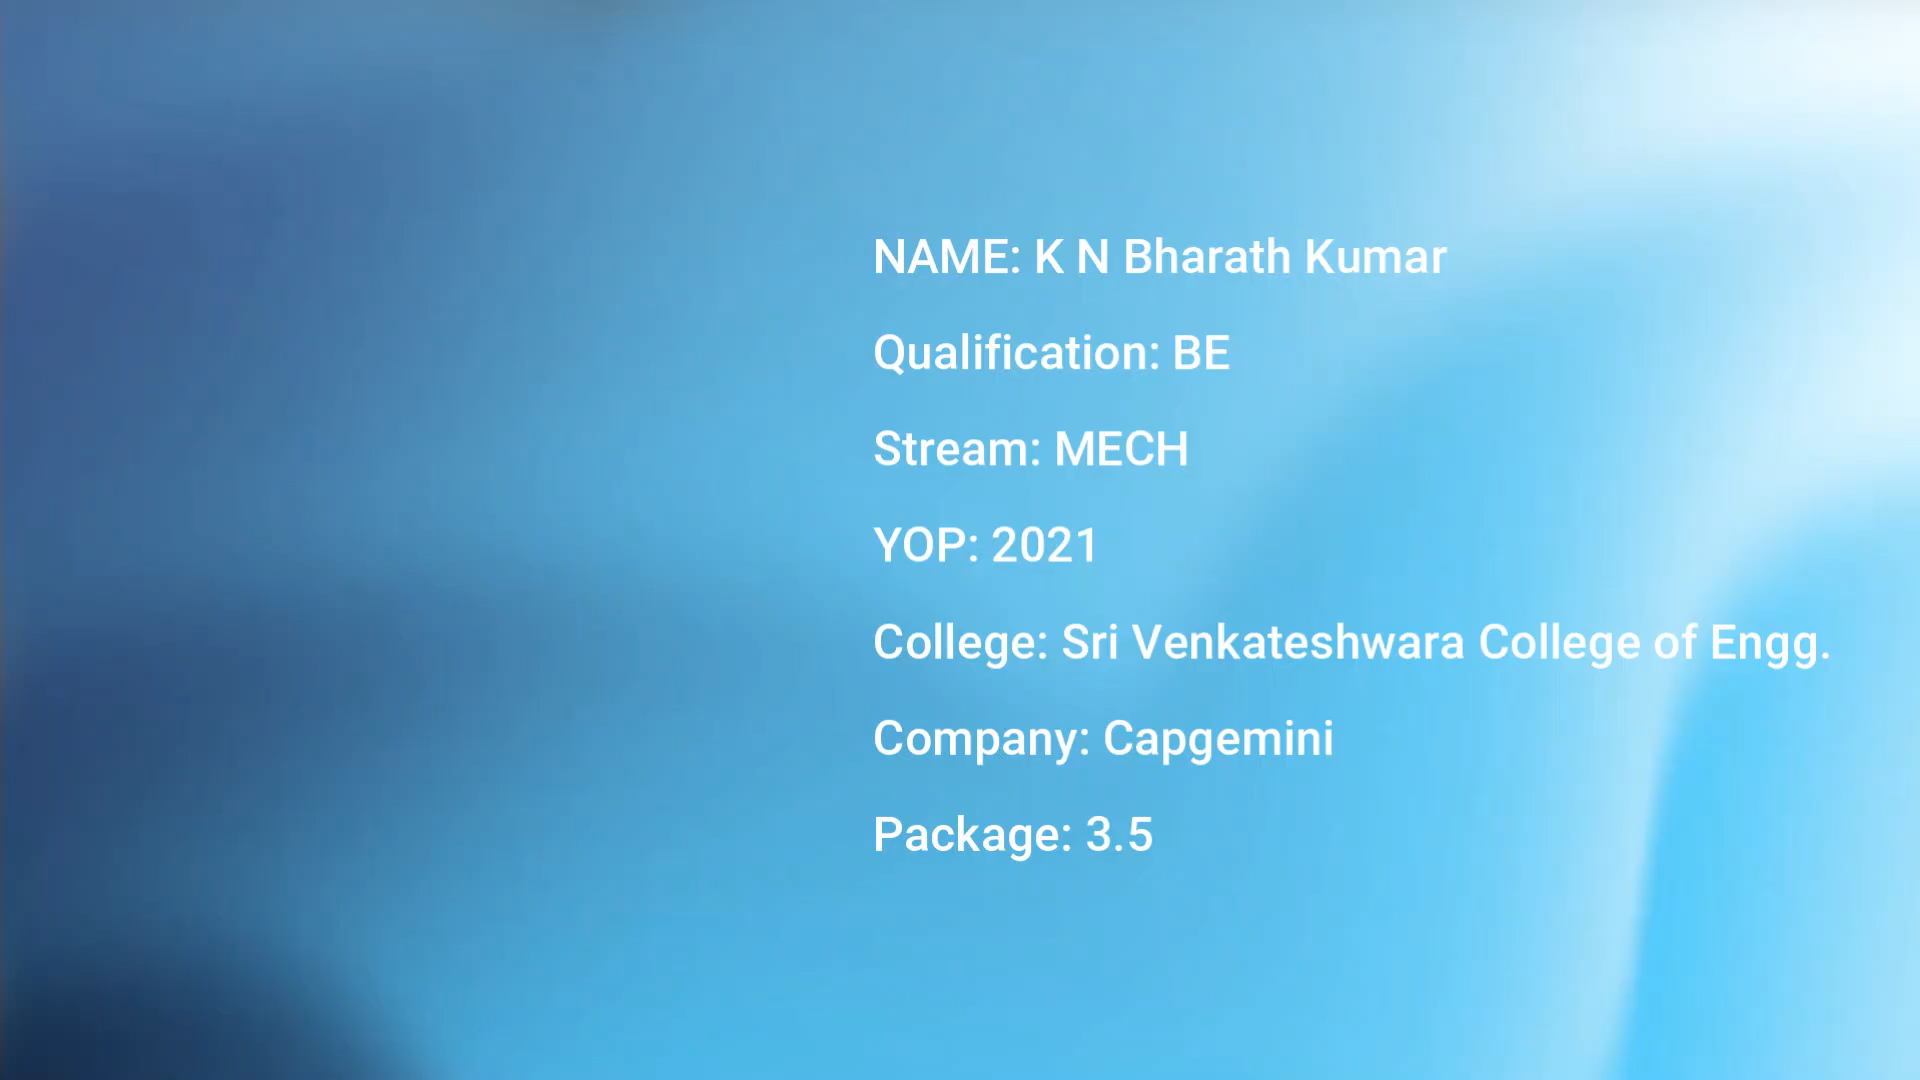 NAME: K N Bharath Kumar
Qualification: BE
Stream: MECH
YOP: 2021
College: Sri Venkateshwara College of Engg.
Company: Capgemini
Package: 3.5